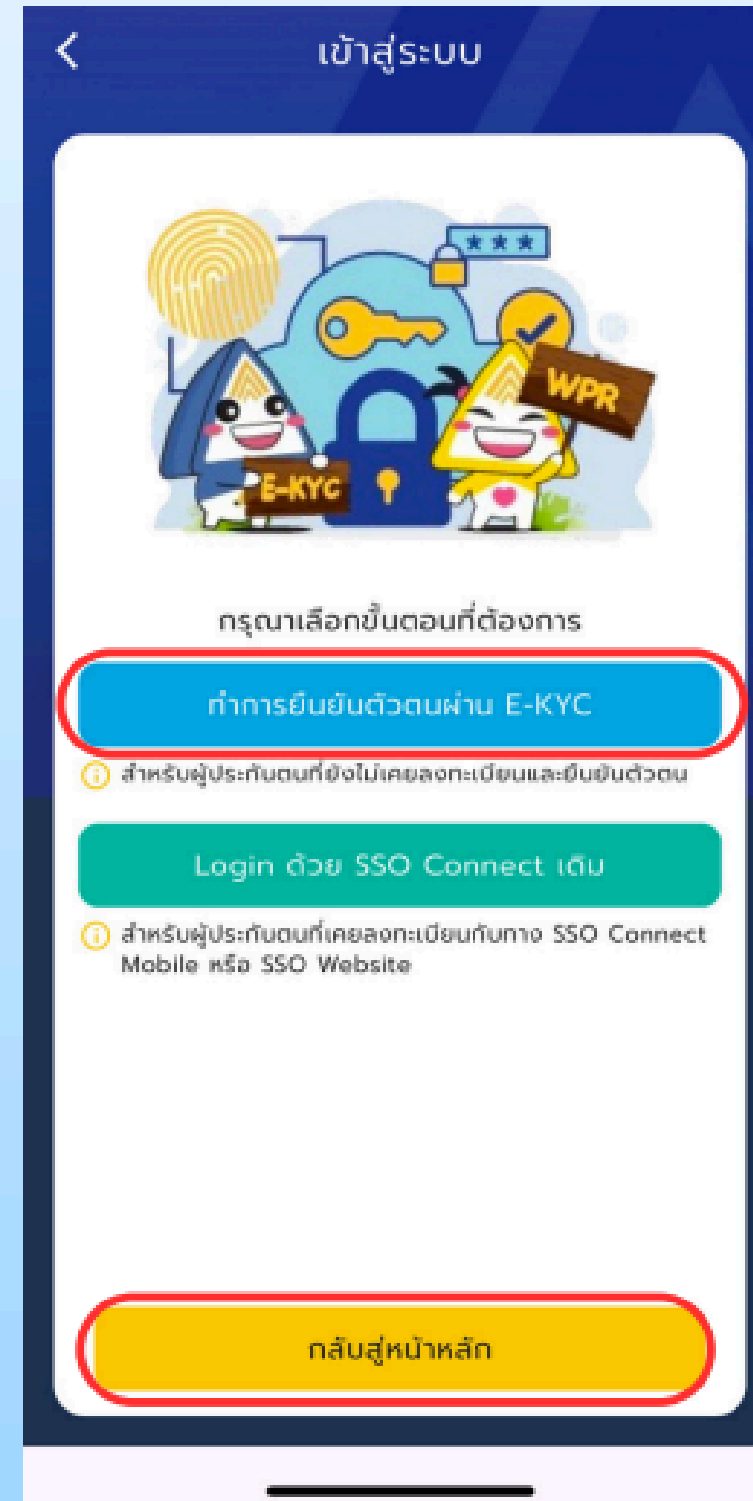 เข้าสู่ระบบ
***
WPR
E-KYC
กรุณาเลือกขั้นตอนที่ต้องการ
ทำการยืนยันตัวตนผ่าน E-KYC
สำหรับผู้ประกันตนที่ยังไม่เคยลงทะเบียนและยืนยันตัวตน
Login ด้วย SSO Connect เดิม
สำหรับผู้ประกันตนที่เคยลงทะเบียนกับทาง SSO Connect
Mobile หรือ SSO Website
กลับสู่หน้าหลัก